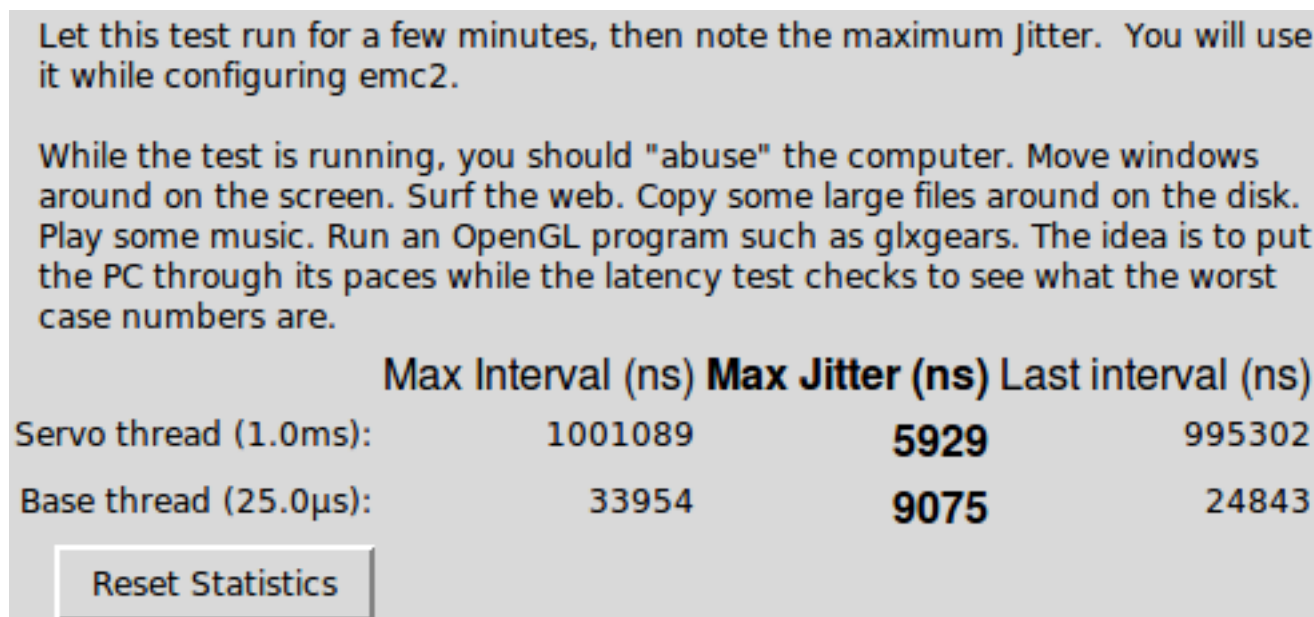 Let this test run for a few minutes, then note the maximum Jitter.  You will use
it while configuring emc2.
While the test is running, you should "abuse" the computer. Move windows
around on the screen. Surf the web. Copy some large files around on the disk.
Play some music. Run an OpenGL program such as glxgears. The idea is to put
the PC through its paces while the latency test checks to see what the worst
case numbers are.
Max Interval (ns) Max Jitter (ns) Last interval (ns)
Servo thread (1.0ms): 1001089 5929 995302
Base thread (25.0µs): 33954 9075 24843
Reset Statistics